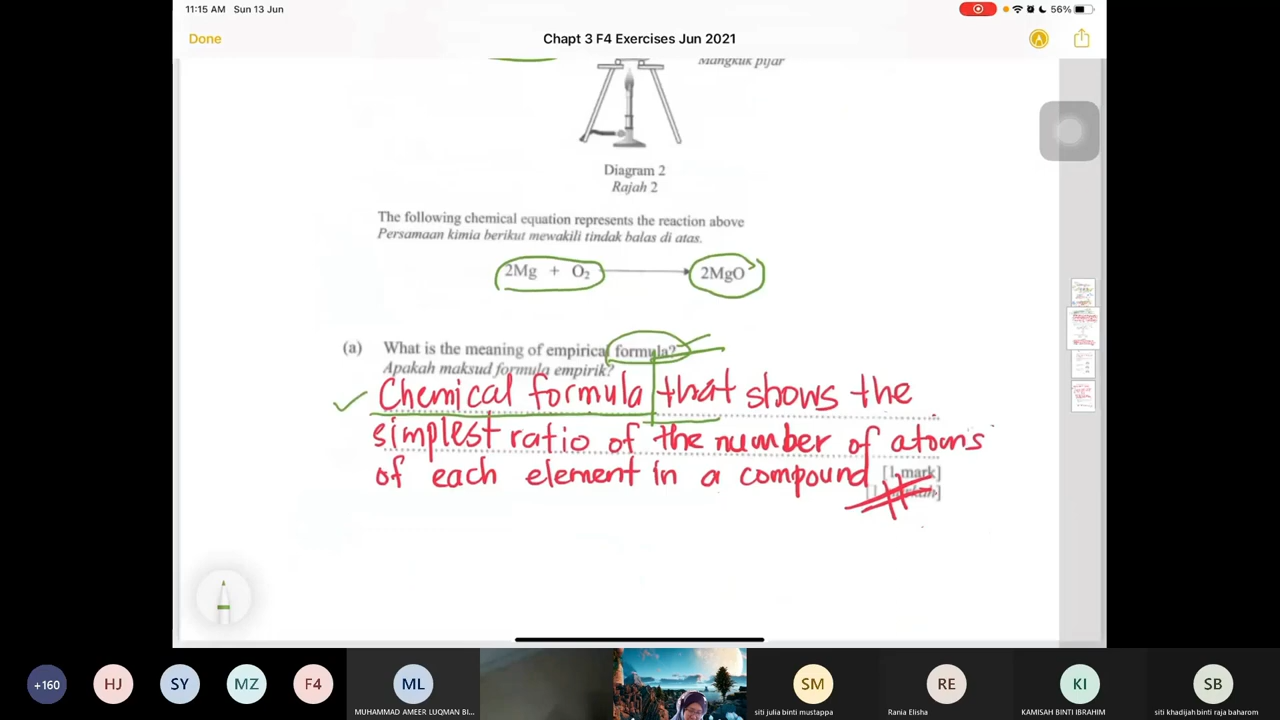 11:15 AM Sun 13 Jun
56%
Done
Chapt 3 F4 Exercises Jun 2021
Mangkuk pijar
Diagram 2
Rajah 2
The following chemical equation represents the reaction above
Persamaan kimia berikut mewakili tindak balas di atas.
2Mg + O₂ → 2MgO
(a) What is the meaning of empirical formula?
Apakah maksud formula empirik?
Chemical formula that shows the
simplest ratio of the number of atoms
of each element in a compound
[1 mark]
+160
HJ
SY
MZ
F4
ML
SM
RE
KI
SB
MUHAMMAD AMEER LUQMAN BI...
siti julia binti mustappa
Rania Elisha
KAMISAH BINTI IBRAHIM
siti khadijah binti raja baharom